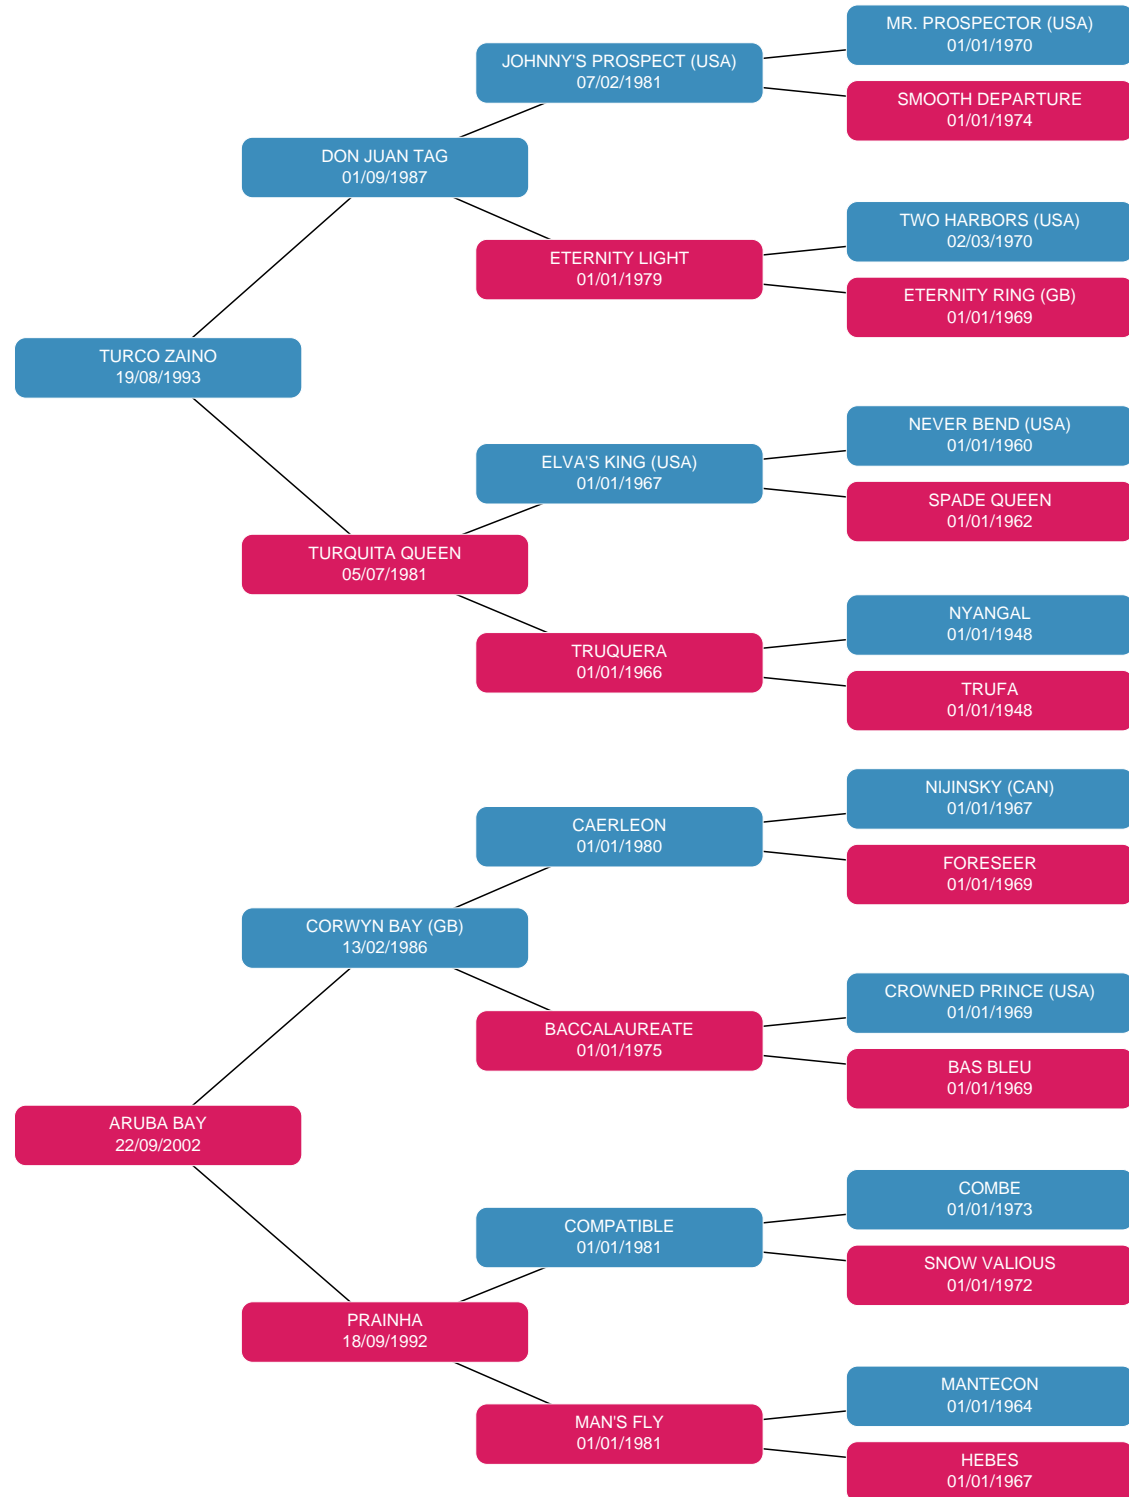 MR. PROSPECTOR (USA)
01/01/1970
JOHNNY'S PROSPECT (USA)
07/02/1981
SMOOTH DEPARTURE
01/01/1974
DON JUAN TAG
01/09/1987
TWO HARBORS (USA)
02/03/1970
ETERNITY LIGHT
01/01/1979
ETERNITY RING (GB)
01/01/1969
TURCO ZAINO
19/08/1993
NEVER BEND (USA)
01/01/1960
ELVA'S KING (USA)
01/01/1967
SPADE QUEEN
01/01/1962
TURQUITA QUEEN
05/07/1981
NYANGAL
01/01/1948
TRUQUERA
01/01/1966
TRUFA
01/01/1948
NIJINSKY (CAN)
01/01/1967
CAERLEON
01/01/1980
FORESEER
01/01/1969
CORWYN BAY (GB)
13/02/1986
CROWNED PRINCE (USA)
01/01/1969
BACCALAUREATE
01/01/1975
BAS BLEU
01/01/1969
ARUBA BAY
22/09/2002
COMBE
01/01/1973
COMPATIBLE
01/01/1981
SNOW VALIOUS
01/01/1972
PRAINHA
18/09/1992
MANTECON
01/01/1964
MAN'S FLY
01/01/1981
HEBES
01/01/1967